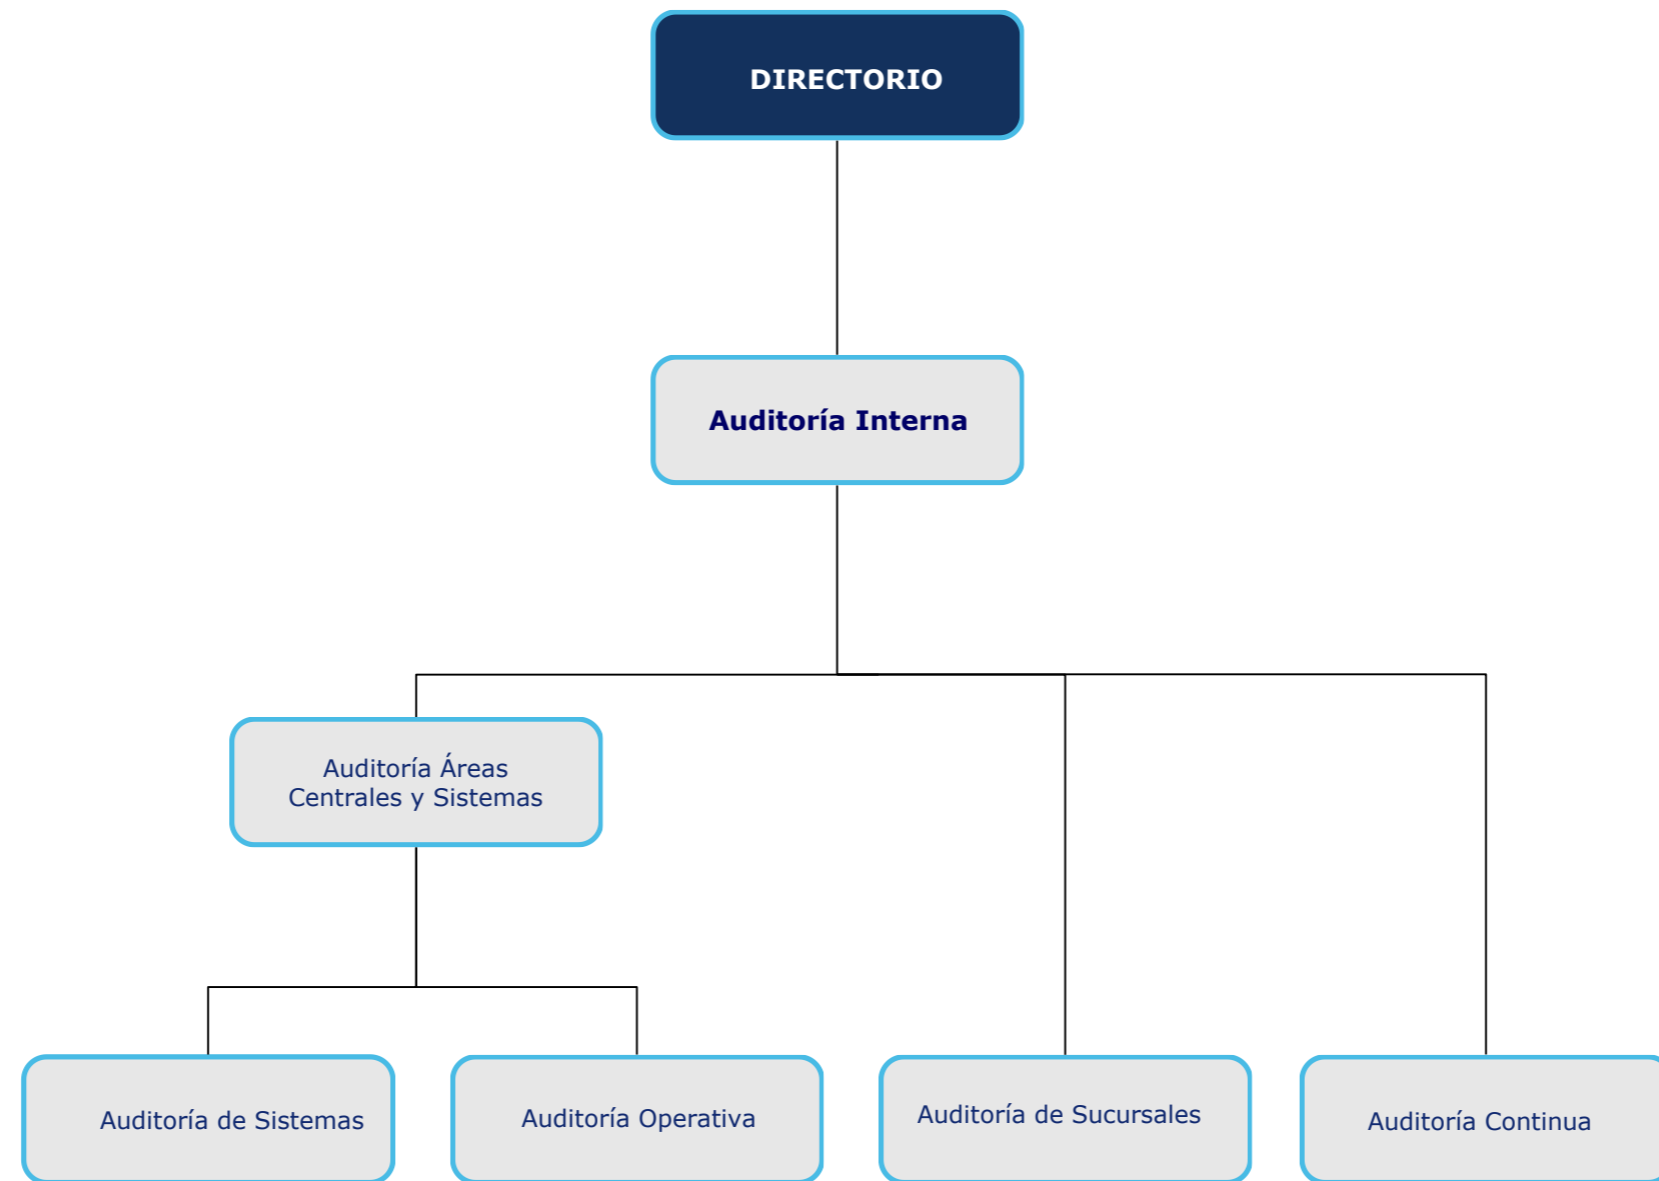 DIRECTORIO
Auditoría Interna
Auditoría Áreas
Centrales y Sistemas
Auditoría de Sistemas
Auditoría Operativa
Auditoría de Sucursales
Auditoría Continua